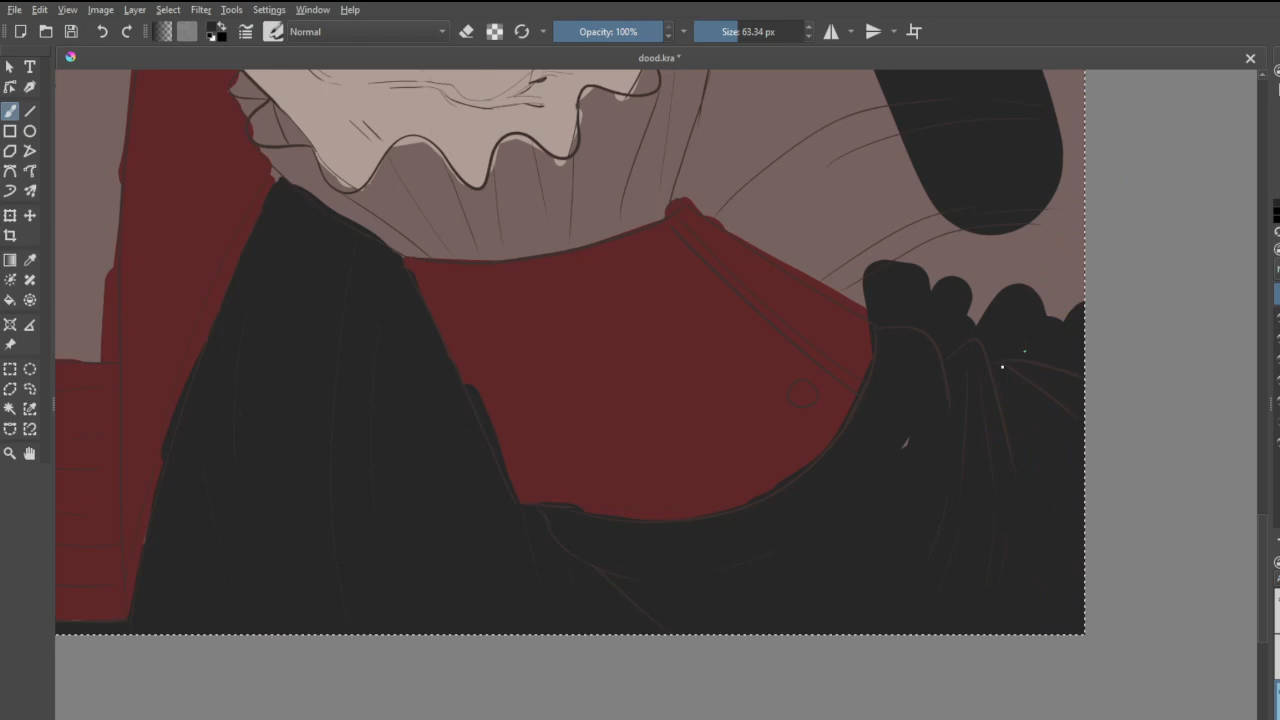 File Edit View Image Layer Select Filter Tools Settings Window Help
Normal Opacity: 100% Size: 63.34 px
dood.kra *